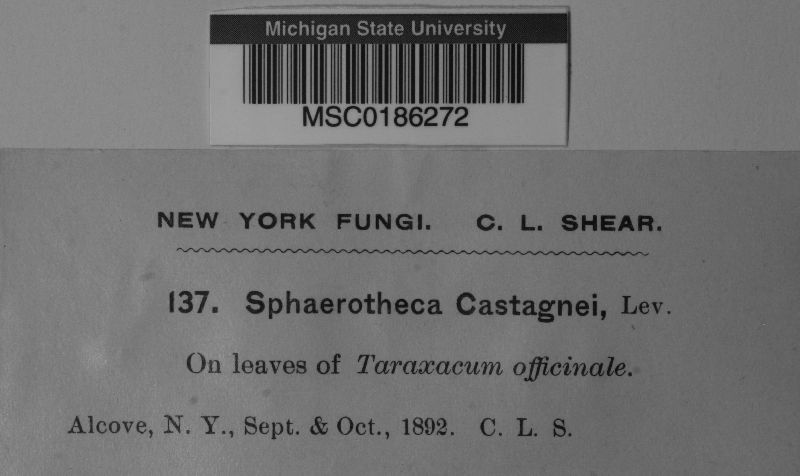 Michigan State University
MSC0186272
NEW YORK FUNGI. C. L. SHEAR.
137. Sphaerotheca Castagnei, Lev.
On leaves of Taraxacum officinale.
Alcove, N. Y., Sept. & Oct., 1892. C. L. S.